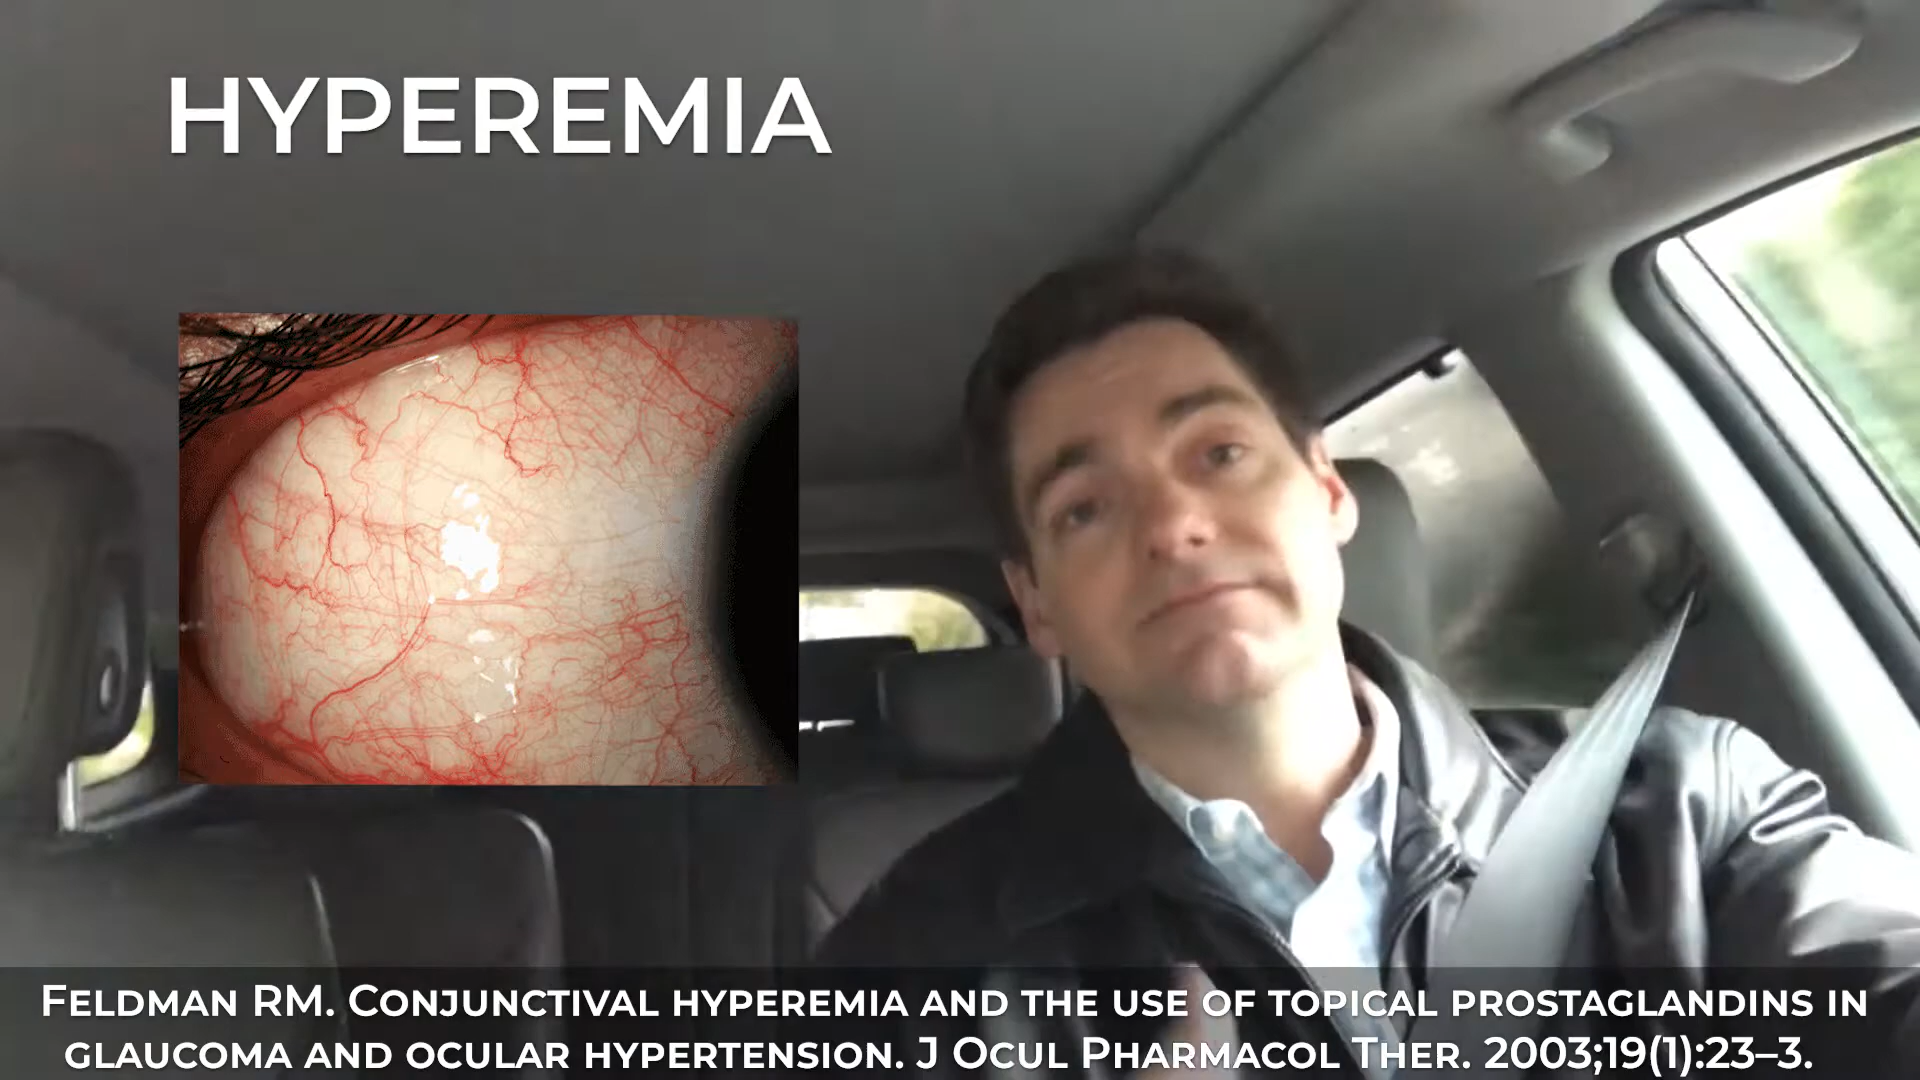 HYPEREMIA
FELDMAN RM. CONJUNCTIVAL HYPEREMIA AND THE USE OF TOPICAL PROSTAGLANDINS IN
GLAUCOMA AND OCULAR HYPERTENSION. J OCUL PHARMACOL THER. 2003;19(1):23–3.